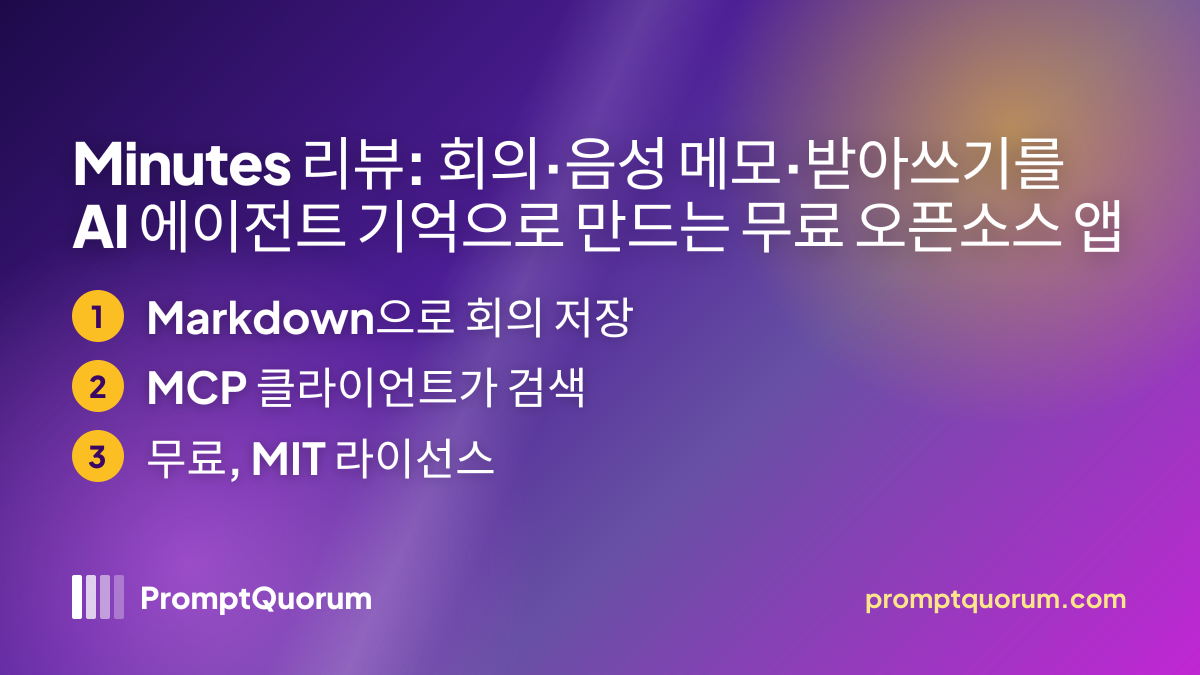 Minutes 리뷰: 회의·음성 메모·받아쓰기를
AI 에이전트 기억으로 만드는 무료 오픈소스 앱
1 Markdown으로 회의 저장
2 MCP 클라이언트가 검색
3 무료, MIT 라이선스
PromptQuorum
promptquorum.com